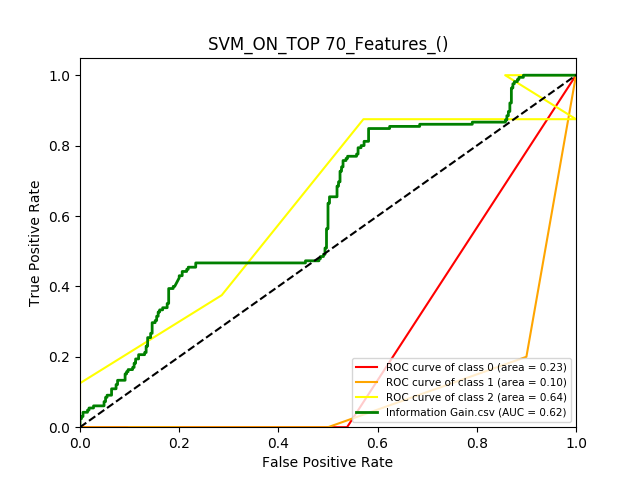 SVM_ON_TOP 70_Features_()
1.0
0.8
0.6
0.4
0.2
0.0
True Positive Rate
ROC curve of class 0 (area = 0.23)
ROC curve of class 1 (area = 0.10)
ROC curve of class 2 (area = 0.64)
Information Gain.csv (AUC = 0.62)
0.0 0.2 0.4 0.6 0.8 1.0
False Positive Rate